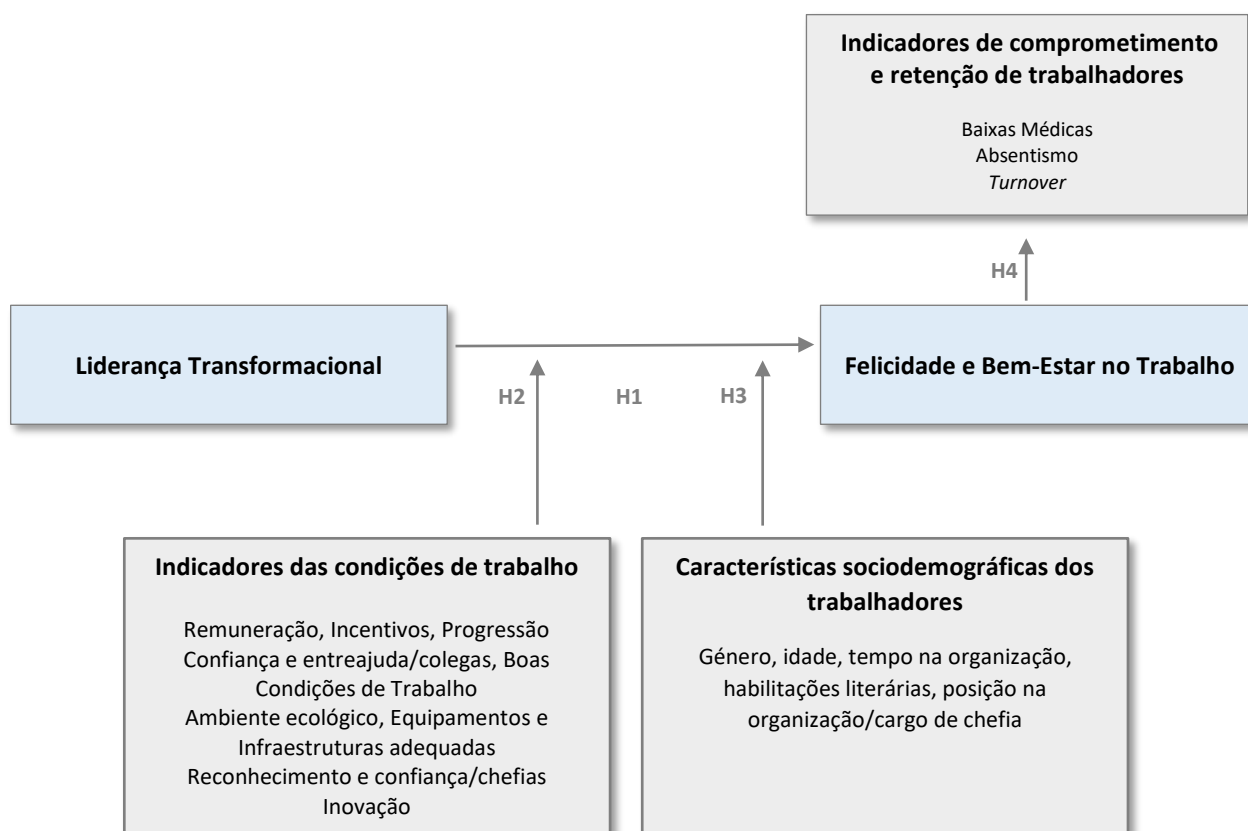 Indicadores de comprometimento
e retenção de trabalhadores
Baixas Médicas
Absentismo
Turnover
H4
Liderança Transformacional
Felicidade e Bem-Estar no Trabalho
H2
H1
H3
Indicadores das condições de trabalho
Remuneração, Incentivos, Progressão
Confiança e entreajuda/colegas, Boas
Condições de Trabalho
Ambiente ecológico, Equipamentos e
Infraestruturas adequadas
Reconhecimento e confiança/chefias
Inovação
Características sociodemográficas dos
trabalhadores
Género, idade, tempo na organização,
habilitações literárias, posição na
organização/cargo de chefia